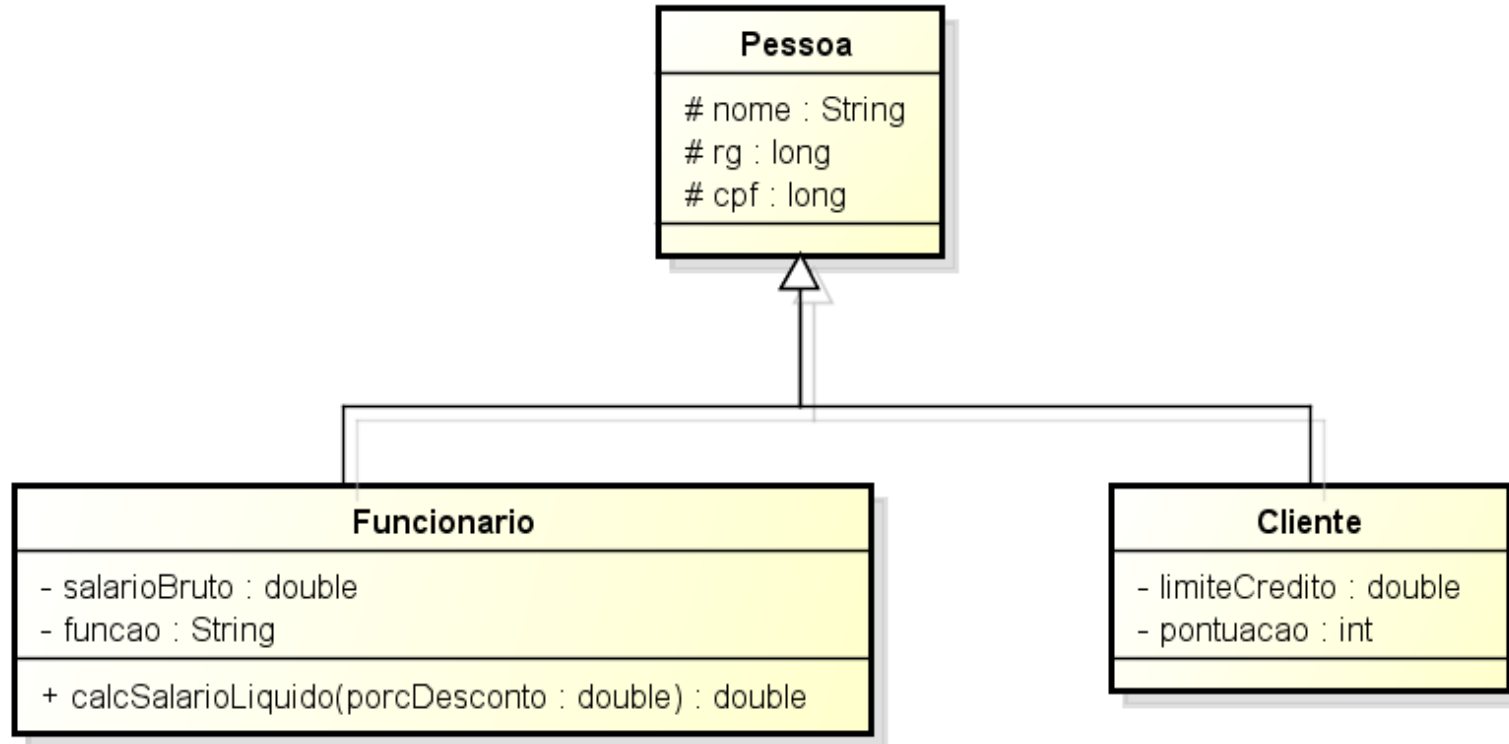 Pessoa
# nome : String
# rg : long
# cpf : long
Funcionario
- salarioBruto : double
- funcao : String
+ calcSalarioLiquido(porcDesconto : double) : double
Cliente
- limiteCredito : double
- pontuacao : int